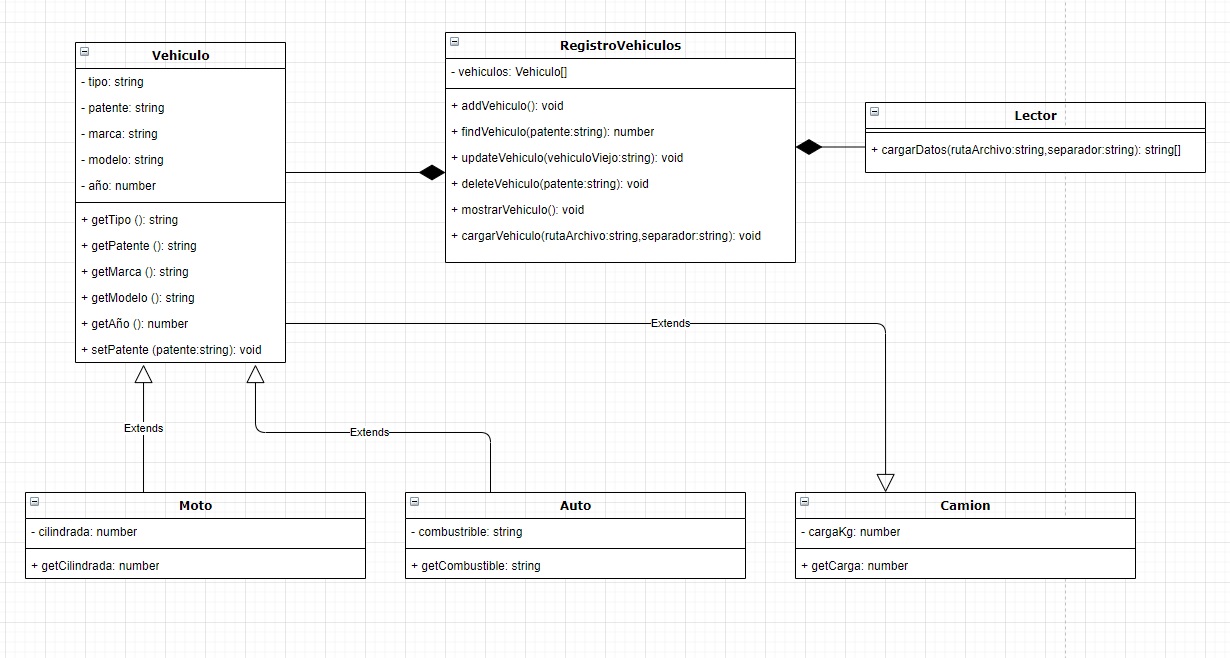 Vehiculo
- tipo: string
- patente: string
- marca: string
- modelo: string
- año: number
+ getTipo (): string
+ getPatente (): string
+ getMarca (): string
+ getModelo (): string
+ getAño (): number
+ setPatente (patente:string): void
RegistroVehiculos
- vehiculos: Vehiculo[]
+ addVehiculo(): void
+ findVehiculo(patente:string): number
+ updateVehiculo(vehiculoViejo:string): void
+ deleteVehiculo(patente:string): void
+ mostrarVehiculo(): void
+ cargarVehiculo(rutaArchivo:string,separador:string): void
Lector
+ cargarDatos(rutaArchivo:string,separador:string): string[]
Extends
Extends
Extends
Moto
- cilindrada: number
+ getCilindrada: number
Auto
- combustrible: string
+ getCombustible: string
Camion
- cargaKg: number
+ getCarga: number